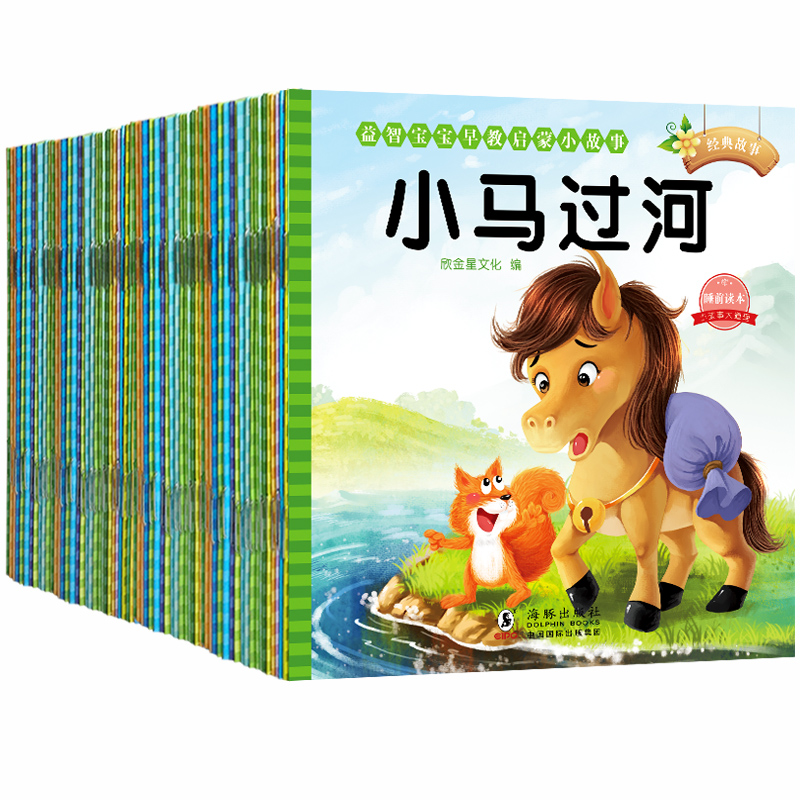 益智宝宝早教启蒙小故事
经典故事
小马过河
欣金星文化 编
睡前读本
海豚出版社
DOLPHIN BOOKS
CIPG
中国国际出版集团